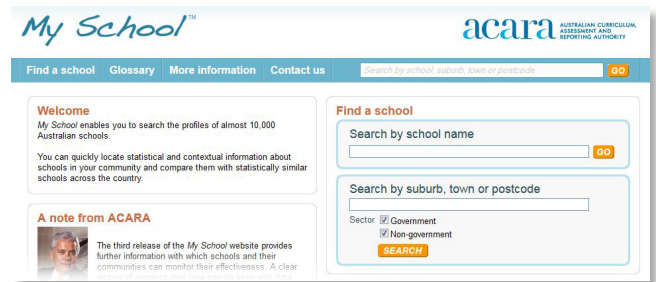 My School™
acara AUSTRALIAN CURRICULUM,
ASSESSMENT AND
REPORTING AUTHORITY
Find a school Glossary More information Contact us Search by school, suburb, town or postcode GO
Welcome
My School enables you to search the profiles of almost 10,000
Australian schools.
You can quickly locate statistical and contextual information about
schools in your community and compare them with statistically similar
schools across the country.
A note from ACARA
The third release of the My School website provides
further information with which schools and their
communities can monitor their effectiveness. A clear
Find a school
Search by school name
GO
Search by suburb, town or postcode
Sector Government
Non-government
SEARCH